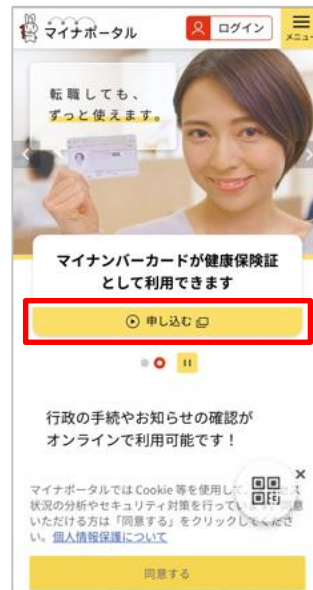 マイナポータル
ログイン
メニュー
転職しても、
ずっと使えます。
マイナンバーカードが健康保険証
として利用できます
申し込む
行政の手続やお知らせの確認が
オンラインで利用可能です！
マイナポータルでは Cookie 等を使用して、
状況の分析やセキュリティ対策を行ってい
いただける方は「同意する」をクリックしてくださ
い。個人情報保護について
同意する